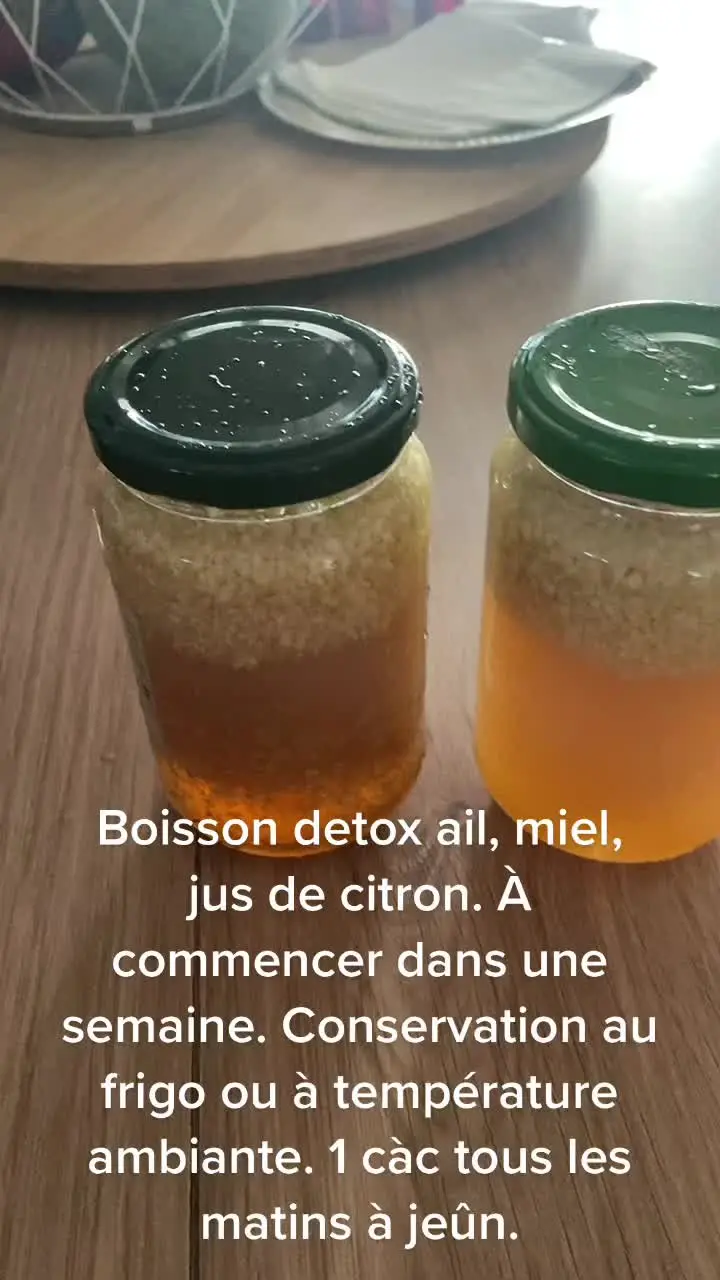 Boisson detox ail, miel,
jus de citron. À
commencer dans une
semaine. Conservation au
frigo ou à température
ambiante. 1 càc tous les
matins à jeûn.